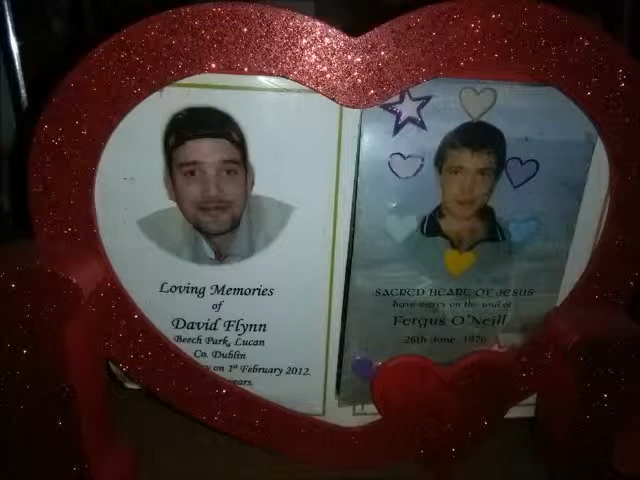 Loving Memories
of
David Flynn
Beech Park, Lucan
Co. Dublin
on 1st February 2012.
years.
SACRED HEART OF JESUS
have mercy on the soul of
Fergus O'Neill
26th June, 1976